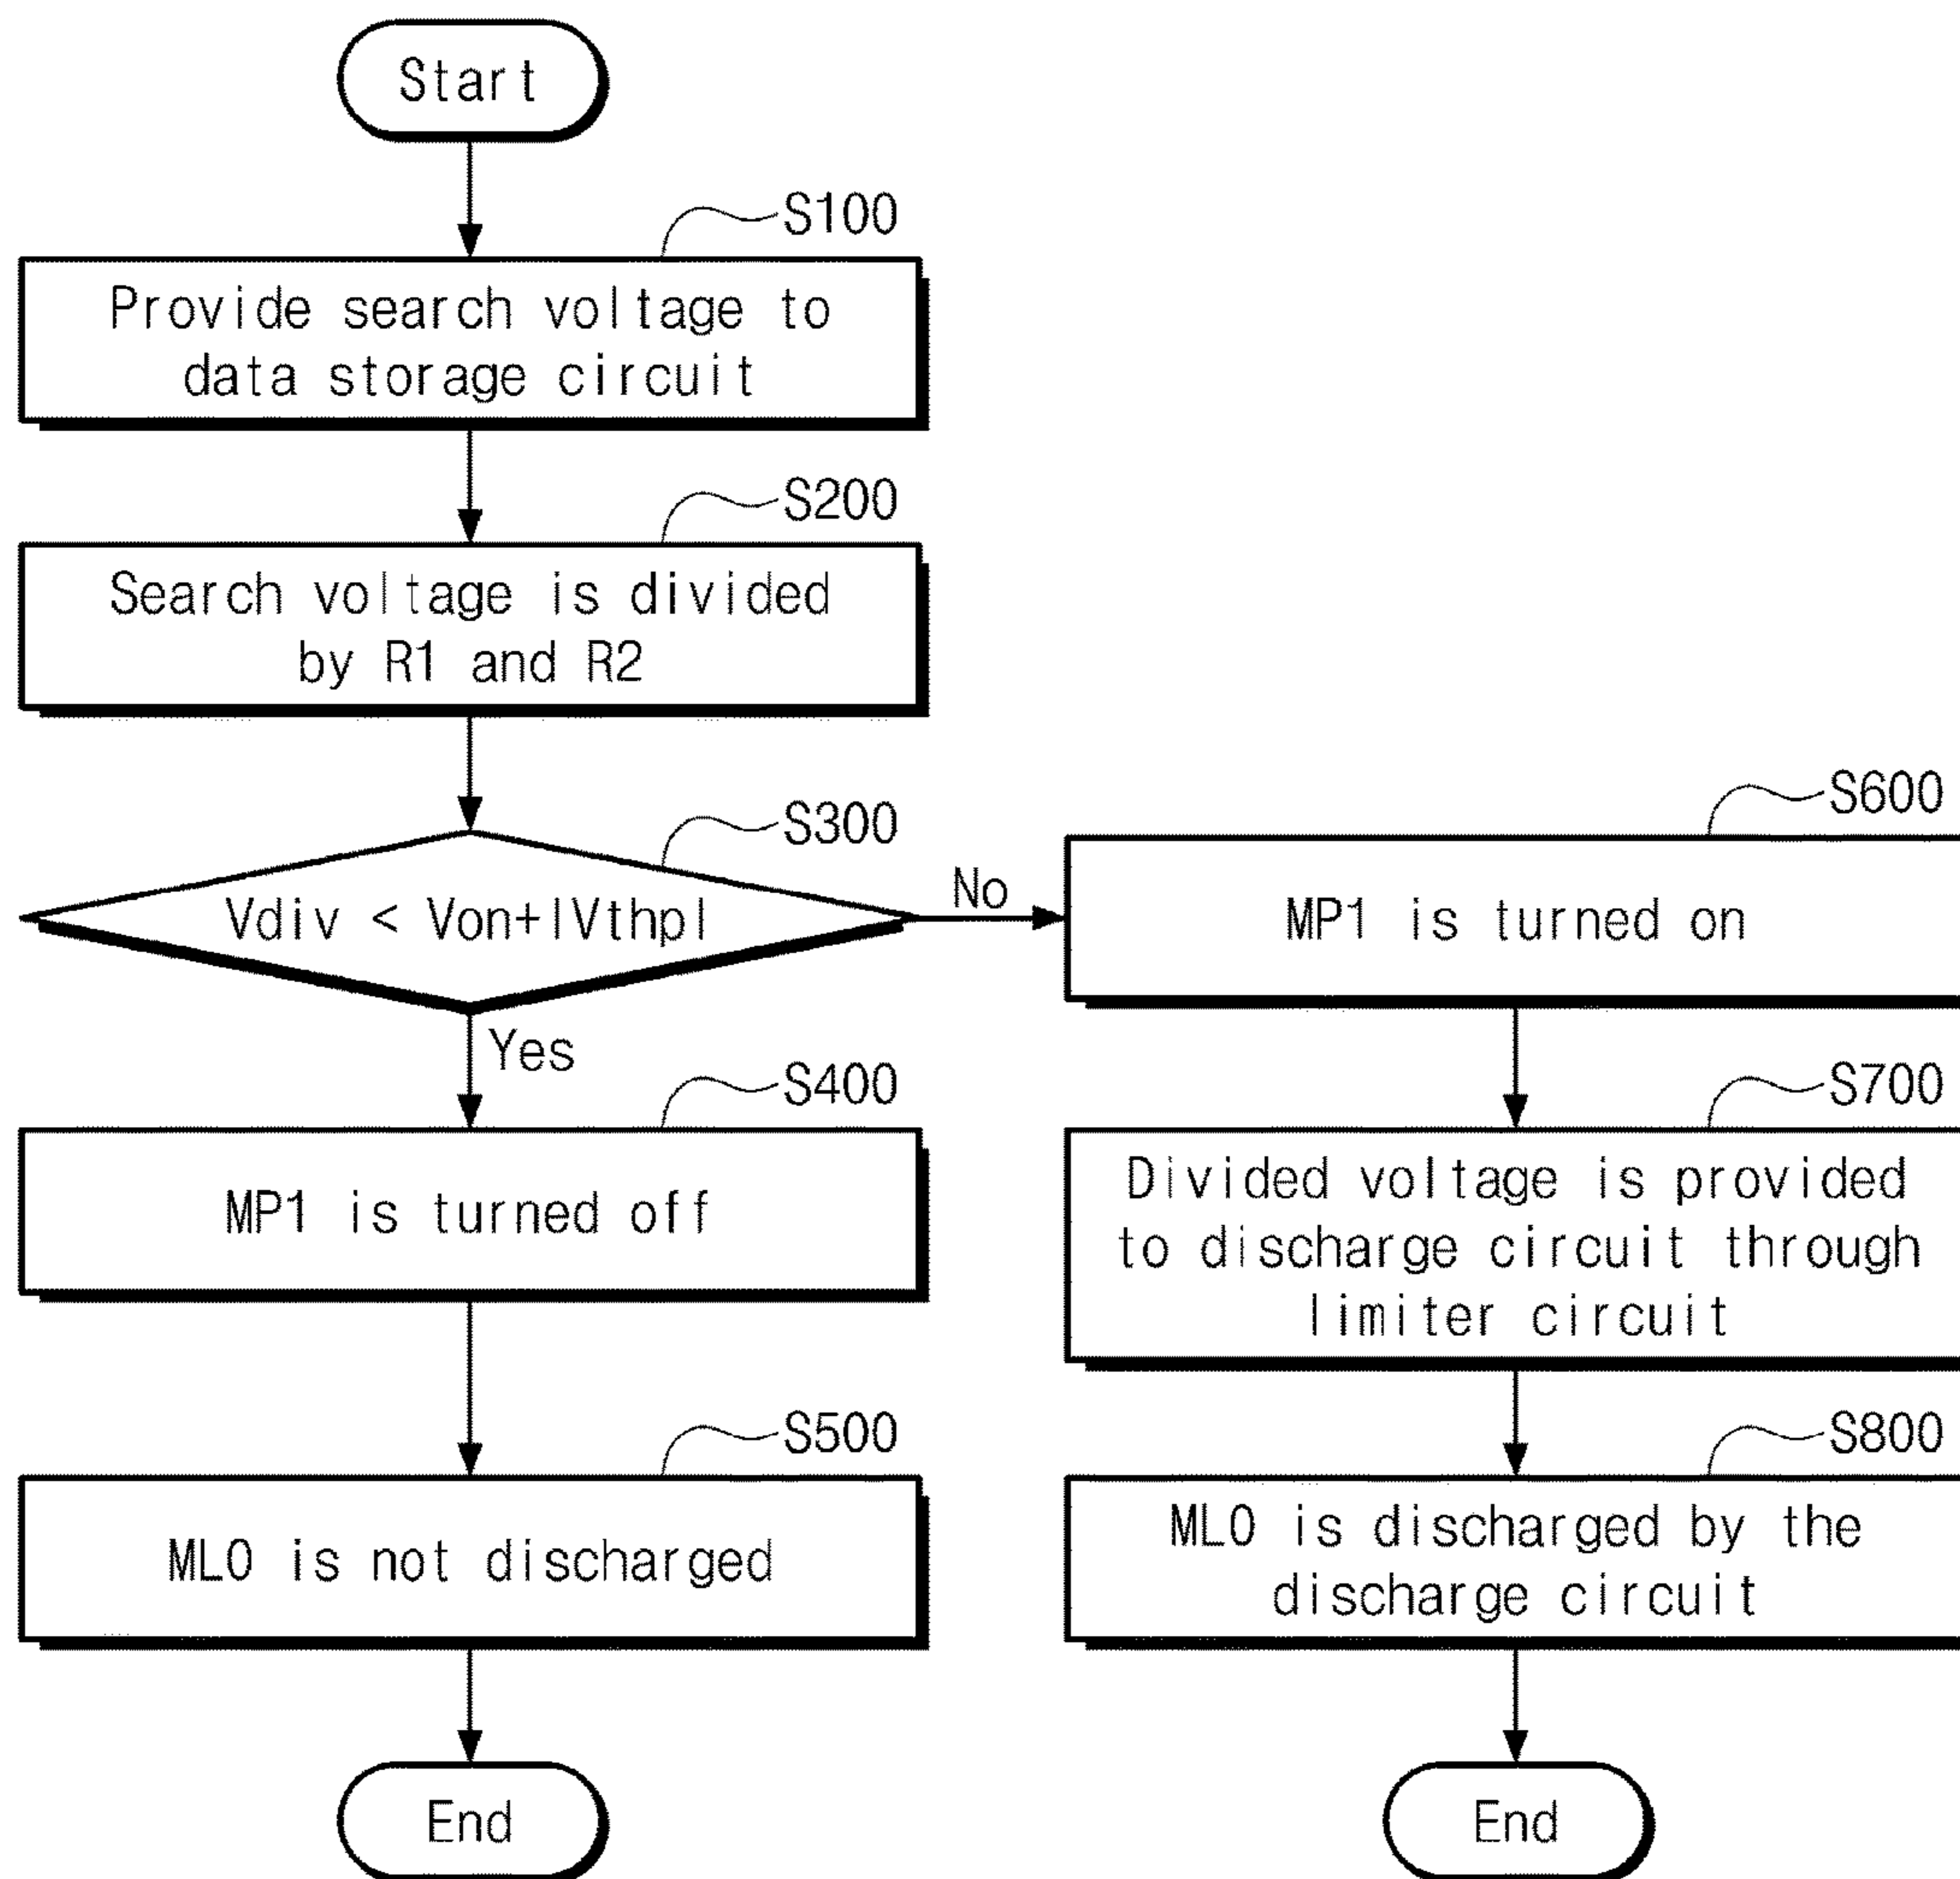 Start
S100
Provide search voltage to
data storage circuit
S200
Search voltage is divided
by R1 and R2
S300
Vdiv < Von+|Vthp|
No
Yes
S400
MP1 is turned off
S500
ML0 is not discharged
End
S600
MP1 is turned on
S700
Divided voltage is provided
to discharge circuit through
limiter circuit
S800
ML0 is discharged by the
discharge circuit
End